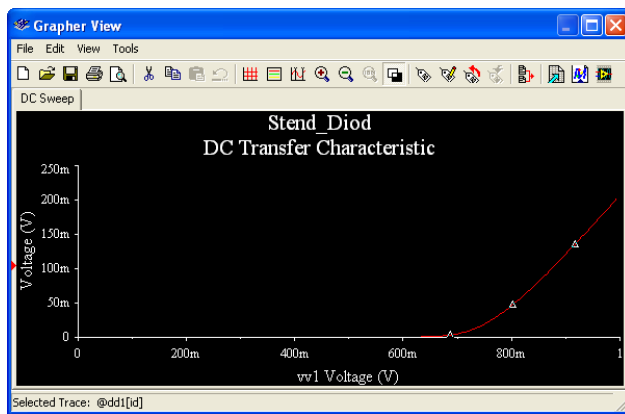 Grapher View
File Edit View Tools
DC Sweep
Stend_Diod
DC Transfer Characteristic
250m
200m
150m
100m
50m
0
Voltage (V)
0 200m 400m 600m 800m 1
vv1 Voltage (V)
Selected Trace: @dd1[id]